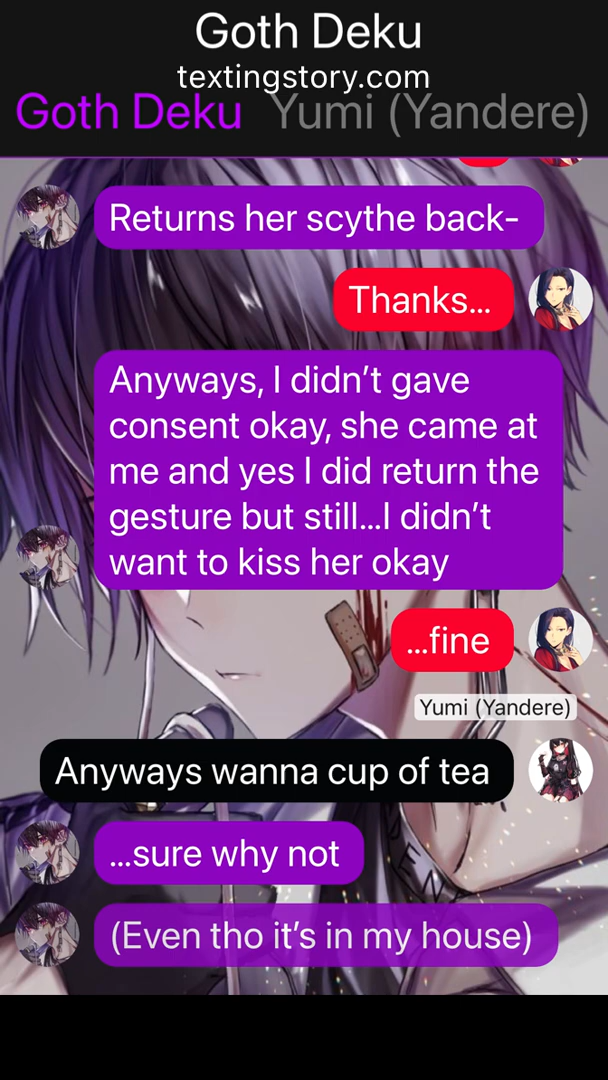 Goth Deku
textingstory.com
Goth Deku Yumi (Yandere)
Returns her scythe back-
Thanks...
Anyways, I didn’t gave
consent okay, she came at
me and yes I did return the
gesture but still...I didn’t
want to kiss her okay
...fine
Yumi (Yandere)
Anyways wanna cup of tea
...sure why not
(Even tho it’s in my house)